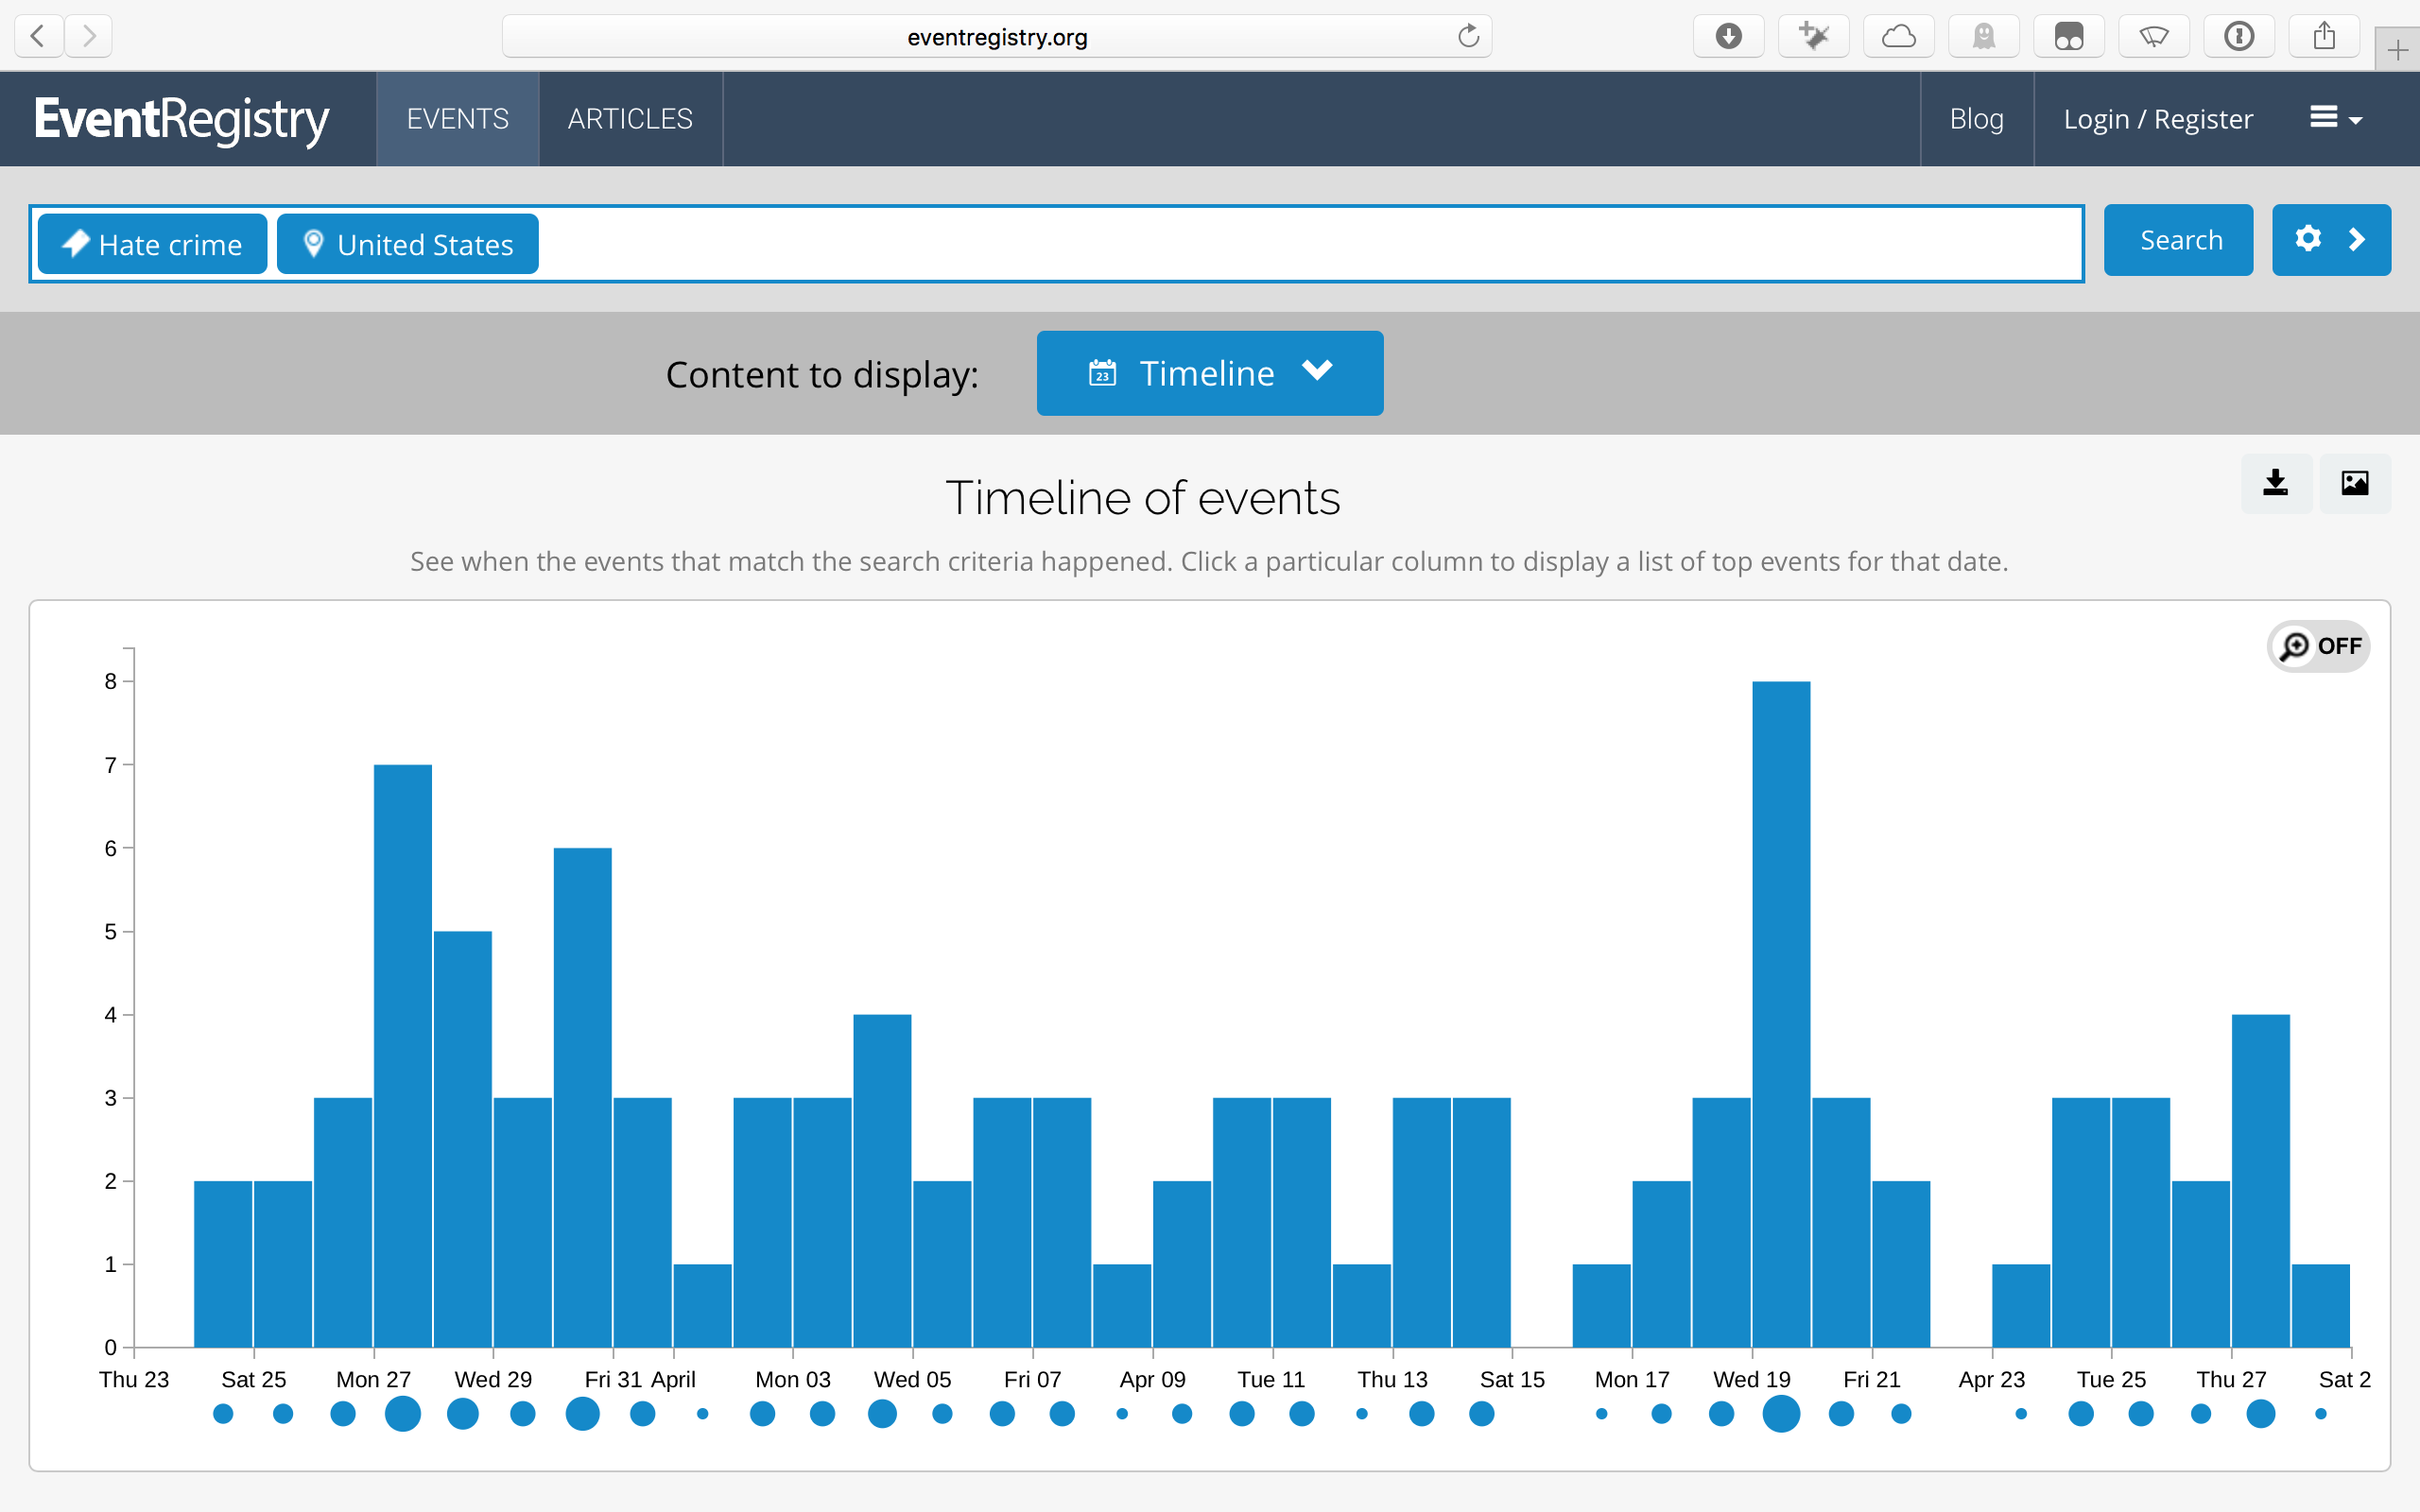 eventregistry.org
EventRegistry EVENTS ARTICLES Blog Login / Register
Hate crime United States Search
Content to display: 23 Timeline
Timeline of events
See when the events that match the search criteria happened. Click a particular column to display a list of top events for that date.
OFF
8
7
6
5
4
3
2
1
0
Thu 23 Sat 25 Mon 27 Wed 29 Fri 31 April Mon 03 Wed 05 Fri 07 Apr 09 Tue 11 Thu 13 Sat 15 Mon 17 Wed 19 Fri 21 Apr 23 Tue 25 Thu 27 Sat 2